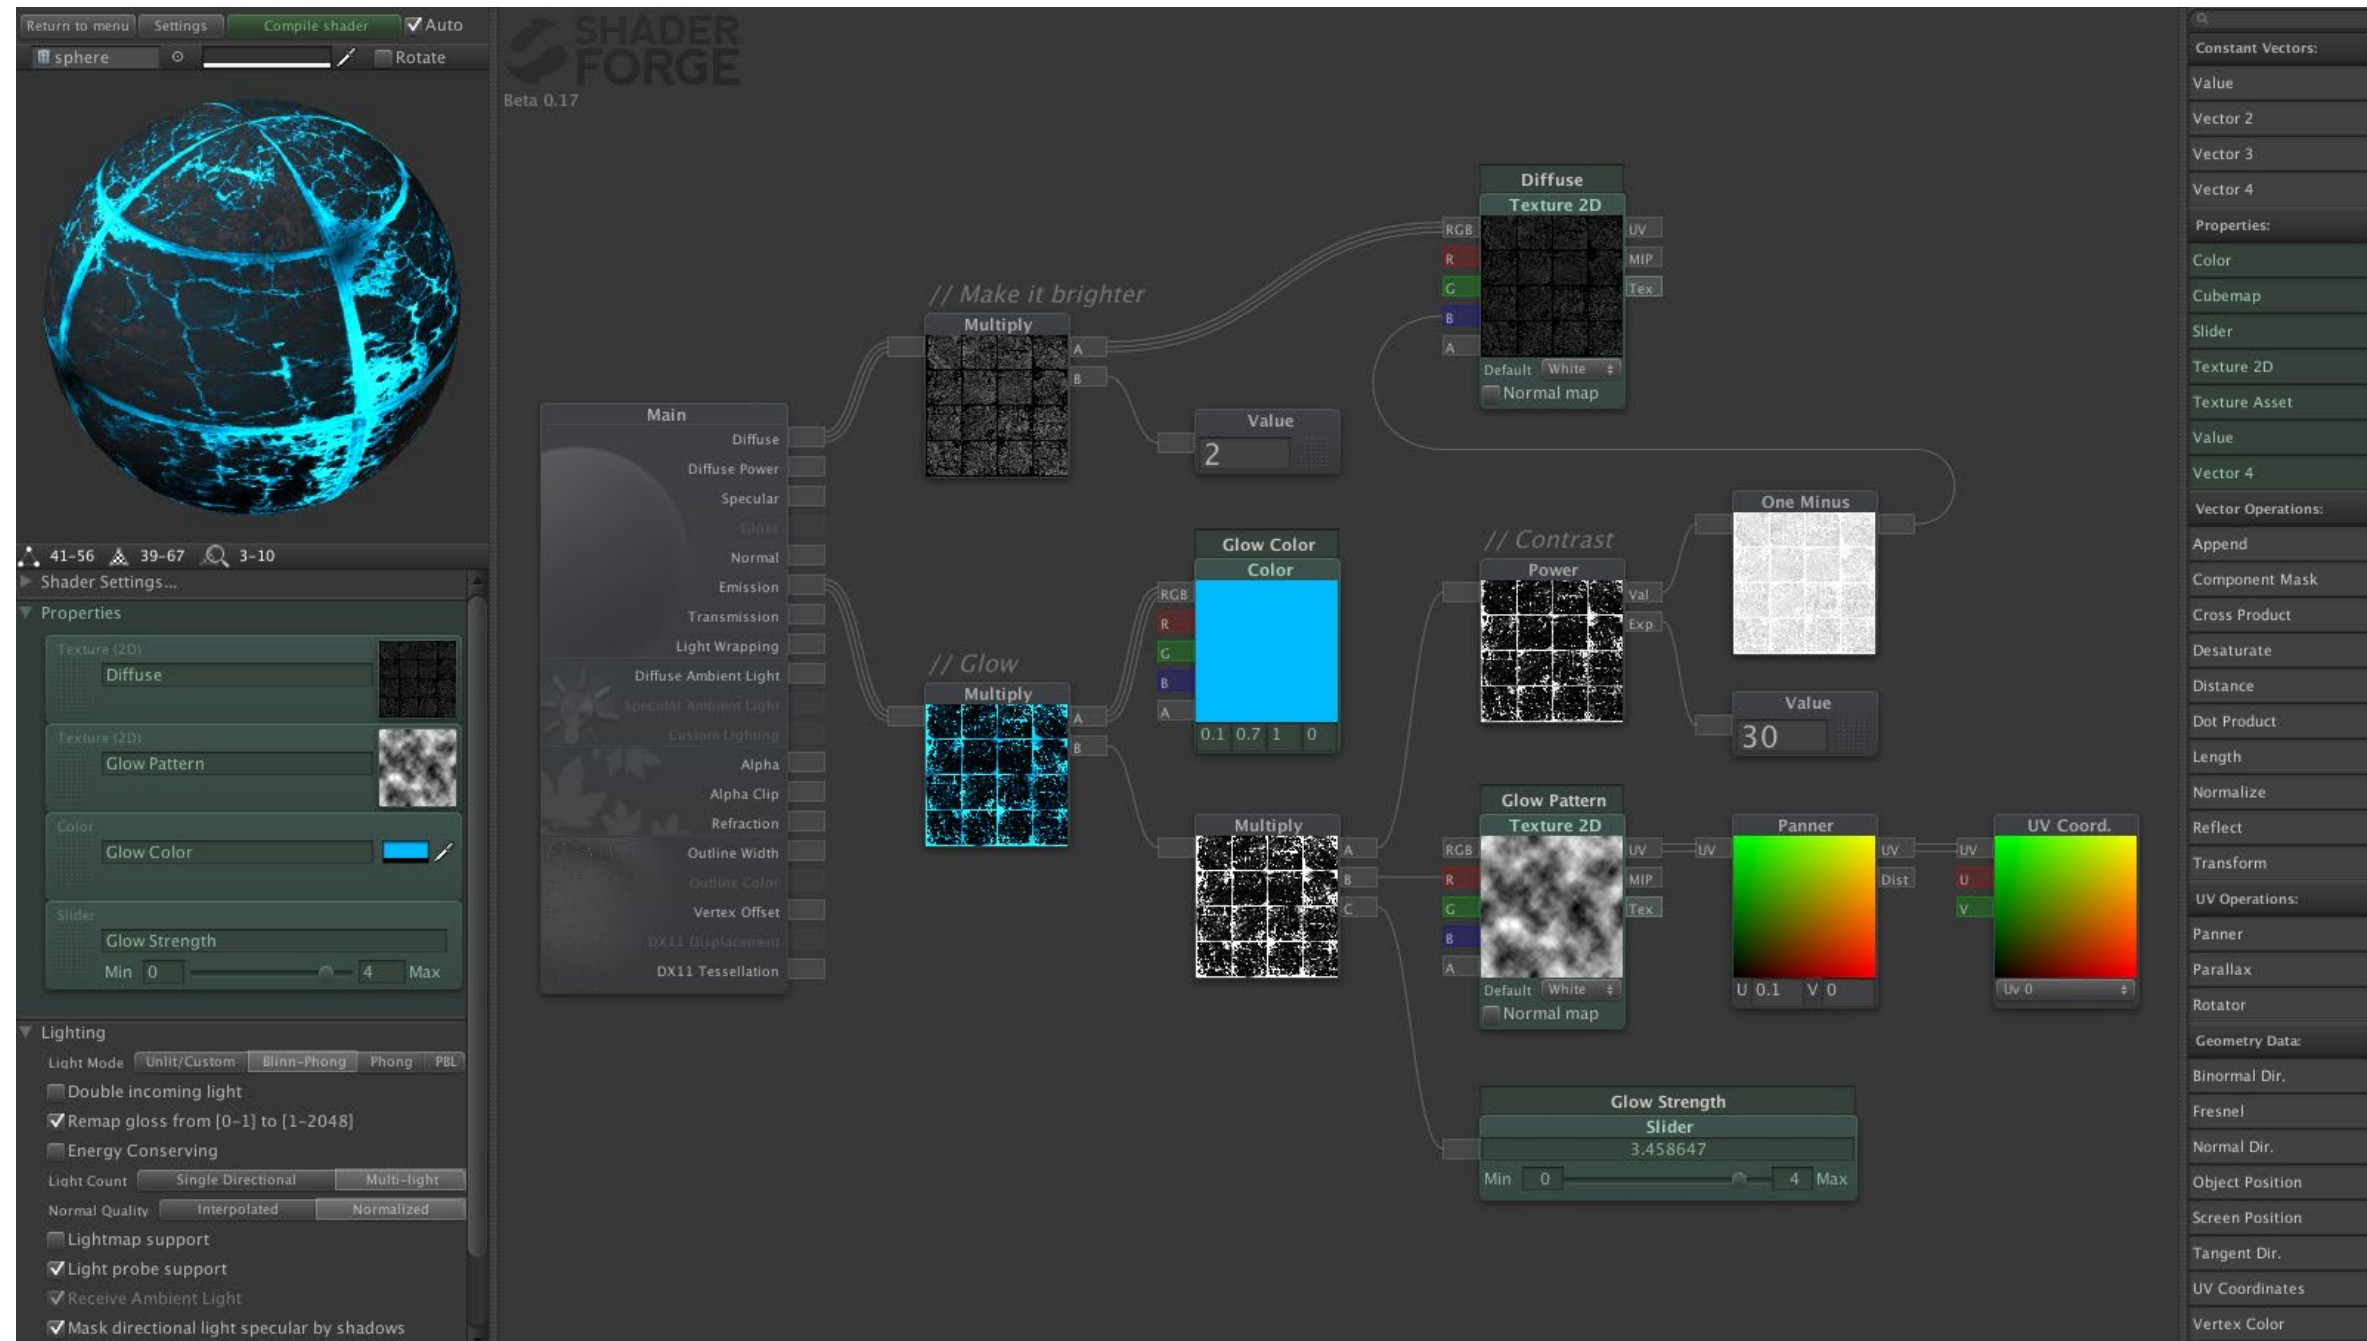 Return to menu Settings Compile shader Auto
sphere Rotate
SHADER
FORGE
Beta 0.17
41-56 39-67 3-10
Shader Settings...
Properties
Texture (2D)
Diffuse
Texture (2D)
Glow Pattern
Color
Glow Color
Slider
Glow Strength
Min 0 4 Max
Lighting
Light Mode Unlit/Custom Blinn-Phong Phong PBL
Double incoming light
Remap gloss from [0-1] to [1-2048]
Energy Conserving
Light Count Single Directional Multi-light
Normal Quality Interpolated Normalized
Lightmap support
Light probe support
Receive Ambient Light
Mask directional light specular by shadows
Main
Diffuse
Diffuse Power
Specular
Gloss
Normal
Emission
Transmission
Light Wrapping
Diffuse Ambient Light
Specular Ambient Light
Custom Lighting
Alpha
Alpha Clip
Refraction
Outline Width
Outline Color
Vertex Offset
DX11 Displacement
DX11 Tessellation
// Make it brighter
Multiply
A
B
Value
2
Diffuse
Texture 2D
RGB UV
R MIP
G Tex
B
A
Default White
Normal map
// Glow
Multiply
A
B
Glow Color
Color
RGB
R
G
B
A
0.1 0.7 1 0
// Contrast
Power
Val
Exp
One Minus
Value
30
Multiply
A
B
C
Glow Pattern
Texture 2D
RGB UV
R MIP
G Tex
B
A
Default White
Normal map
Panner
UV UV
Dist
U 0.1 V 0
UV Coord.
UV
U
V
Uv 0
Glow Strength
Slider
3.458647
Min 0 4 Max
Constant Vectors:
Value
Vector 2
Vector 3
Vector 4
Properties:
Color
Cubemap
Slider
Texture 2D
Texture Asset
Value
Vector 4
Vector Operations:
Append
Component Mask
Cross Product
Desaturate
Distance
Dot Product
Length
Normalize
Reflect
Transform
UV Operations:
Panner
Parallax
Rotator
Geometry Data:
Binormal Dir.
Fresnel
Normal Dir.
Object Position
Screen Position
Tangent Dir.
UV Coordinates
Vertex Color